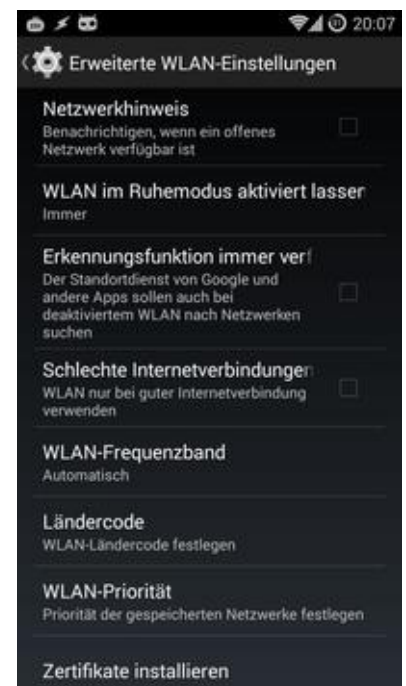 20:07
Erweiterte WLAN-Einstellungen
Netzwerkhinweis
Benachrichtigen, wenn ein offenes
Netzwerk verfügbar ist
WLAN im Ruhemodus aktiviert lassen
Immer
Erkennungsfunktion immer verf
Der Standortdienst von Google und
andere Apps sollen auch bei
deaktiviertem WLAN nach Netzwerken
suchen
Schlechte Internetverbindungen
WLAN nur bei guter Internetverbindung
verwenden
WLAN-Frequenzband
Automatisch
Ländercode
WLAN-Ländercode festlegen
WLAN-Priorität
Priorität der gespeicherten Netzwerke festlegen
Zertifikate installieren